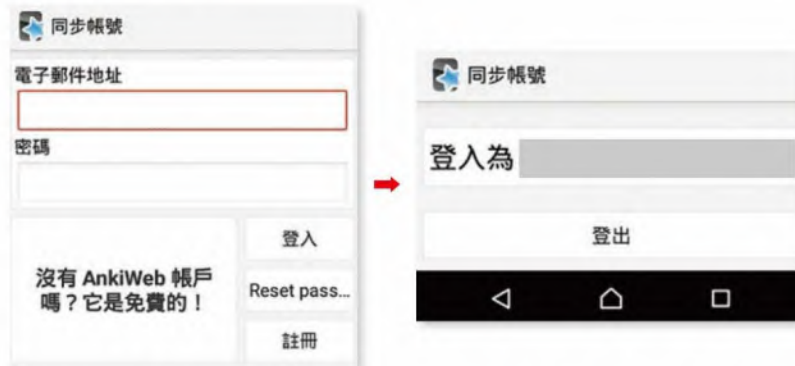 同步帳號
電子郵件地址
密碼
沒有 AnkiWeb 帳戶
嗎？它是免費的！
登入
Reset pass...
註冊
同步帳號
登入為
登出